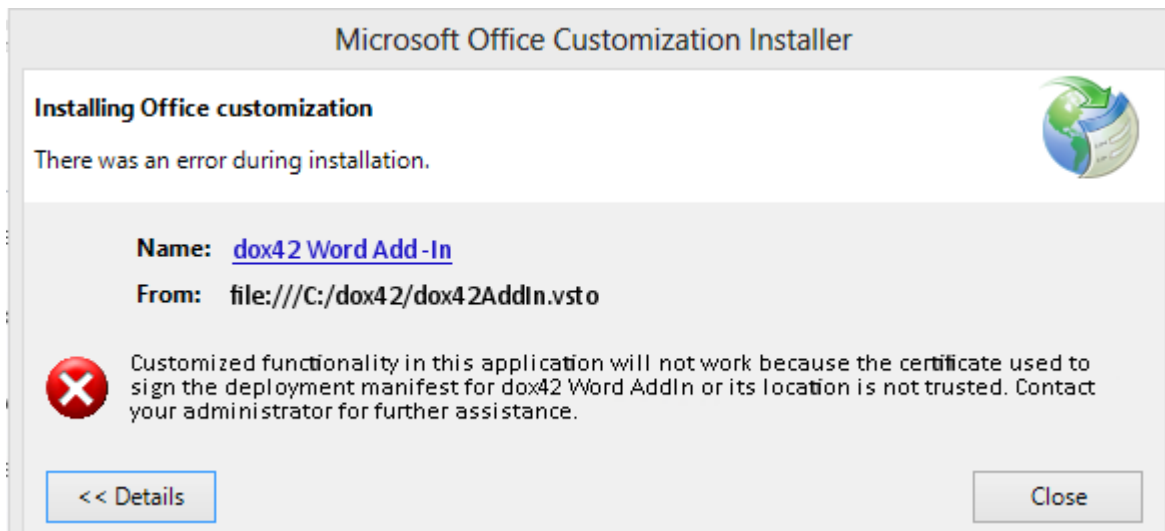 Microsoft Office Customization Installer
Installing Office customization
There was an error during installation.
Name: dox42 Word Add-In
From: file:///C:/dox42/dox42AddIn.vsto
Customized functionality in this application will not work because the certificate used to
sign the deployment manifest for dox42 Word AddIn or its location is not trusted. Contact
your administrator for further assistance.
<< Details
Close